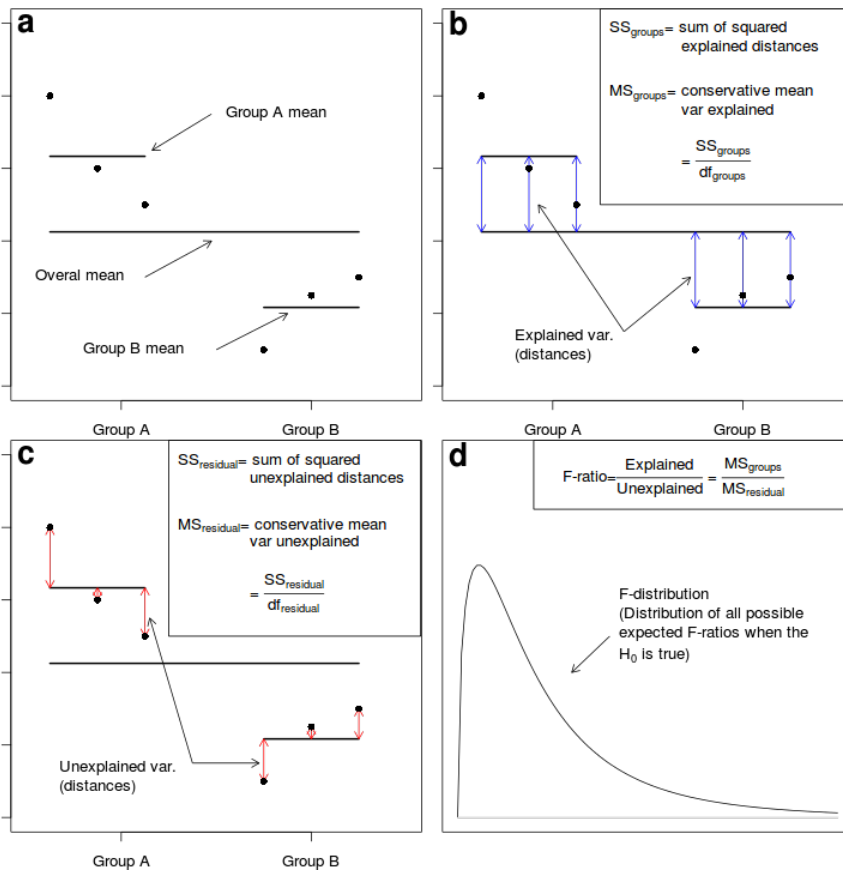 a
Group A mean
Overal mean
Group B mean
Group A
Group B
b
SSgroups= sum of squared
explained distances
MSgroups= conservative mean
var explained
= SSgroups
dfgroups
Explained var.
(distances)
Group A
Group B
c
SSresidual= sum of squared
unexplained distances
MSresidual= conservative mean
var unexplained
= SSresidual
dfresidual
Unexplained var.
(distances)
Group A
Group B
d
F-ratio= Explained = MSgroups
Unexplained MSresidual
F-distribution
(Distribution of all possible
expected F-ratios when the
H0 is true)